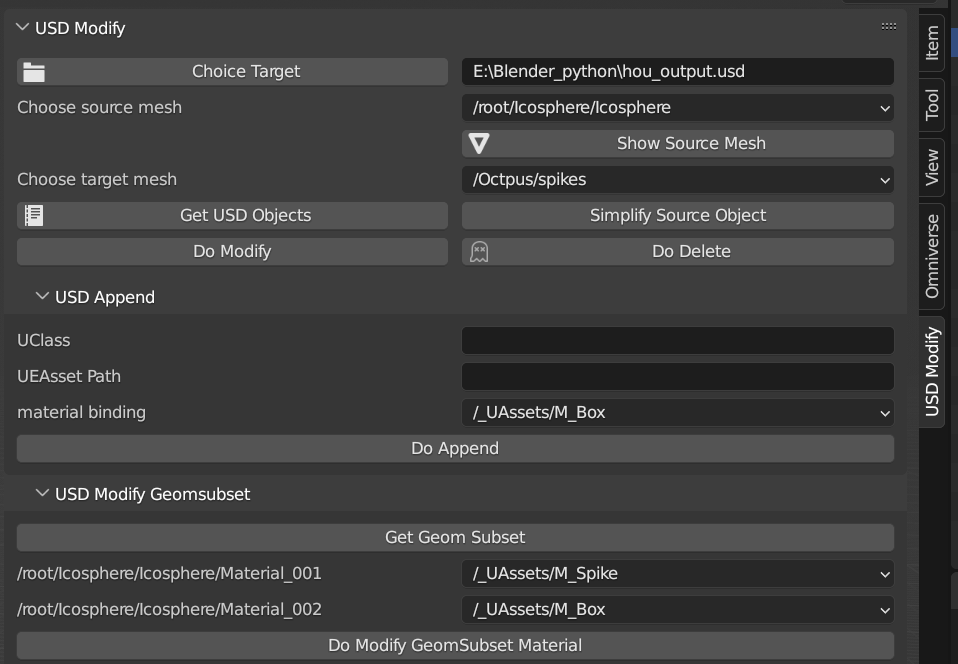 USD Modify
Choice Target E:\Blender_python\hou_output.usd
Choose source mesh /root/Icosphere/Icosphere
Show Source Mesh
Choose target mesh /Octpus/spikes
Get USD Objects Simplify Source Object
Do Modify Do Delete
USD Append
UClass
UEAsset Path
material binding /_UAssets/M_Box
Do Append
USD Modify Geomsubset
Get Geom Subset
/root/Icosphere/Icosphere/Material_001 /_UAssets/M_Spike
/root/Icosphere/Icosphere/Material_002 /_UAssets/M_Box
Do Modify GeomSubset Material
Item
Tool
View
Omniverse
USD Modify